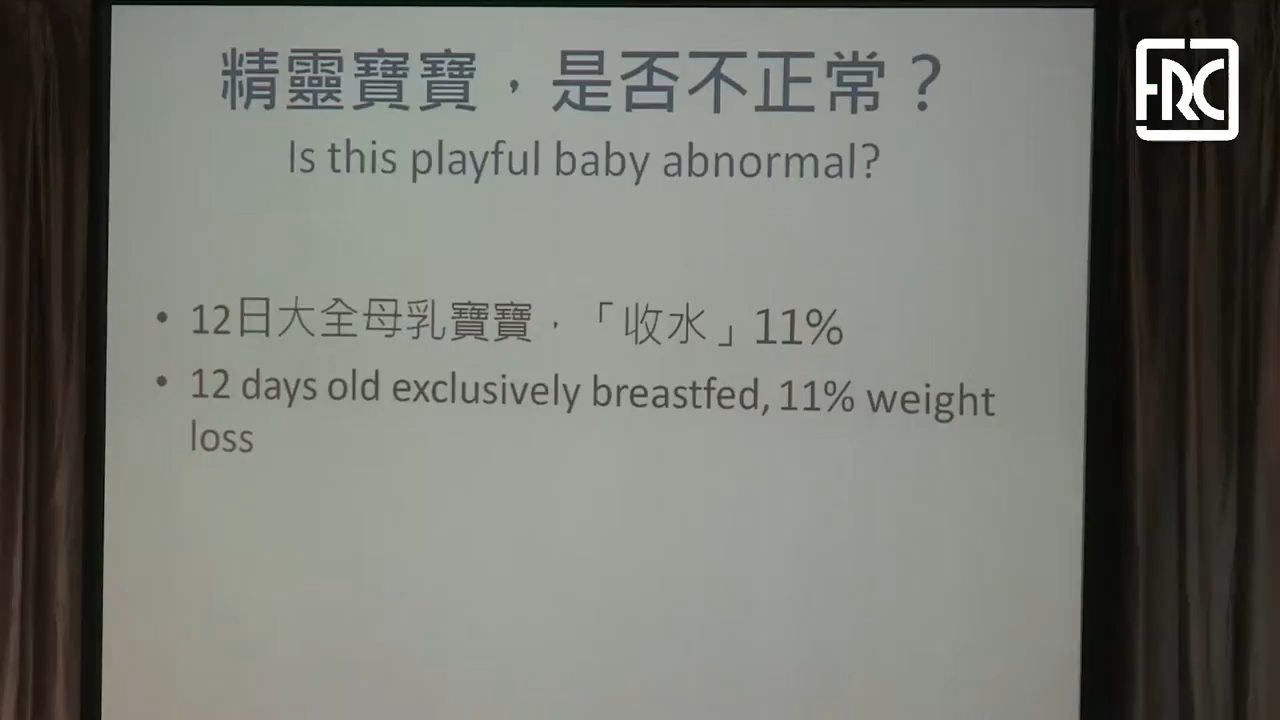 精靈寶寶，是否不正常？
Is this playful baby abnormal?
• 12日大全母乳寶寶，「收水」11%
• 12 days old exclusively breastfed, 11% weight
loss
FRC